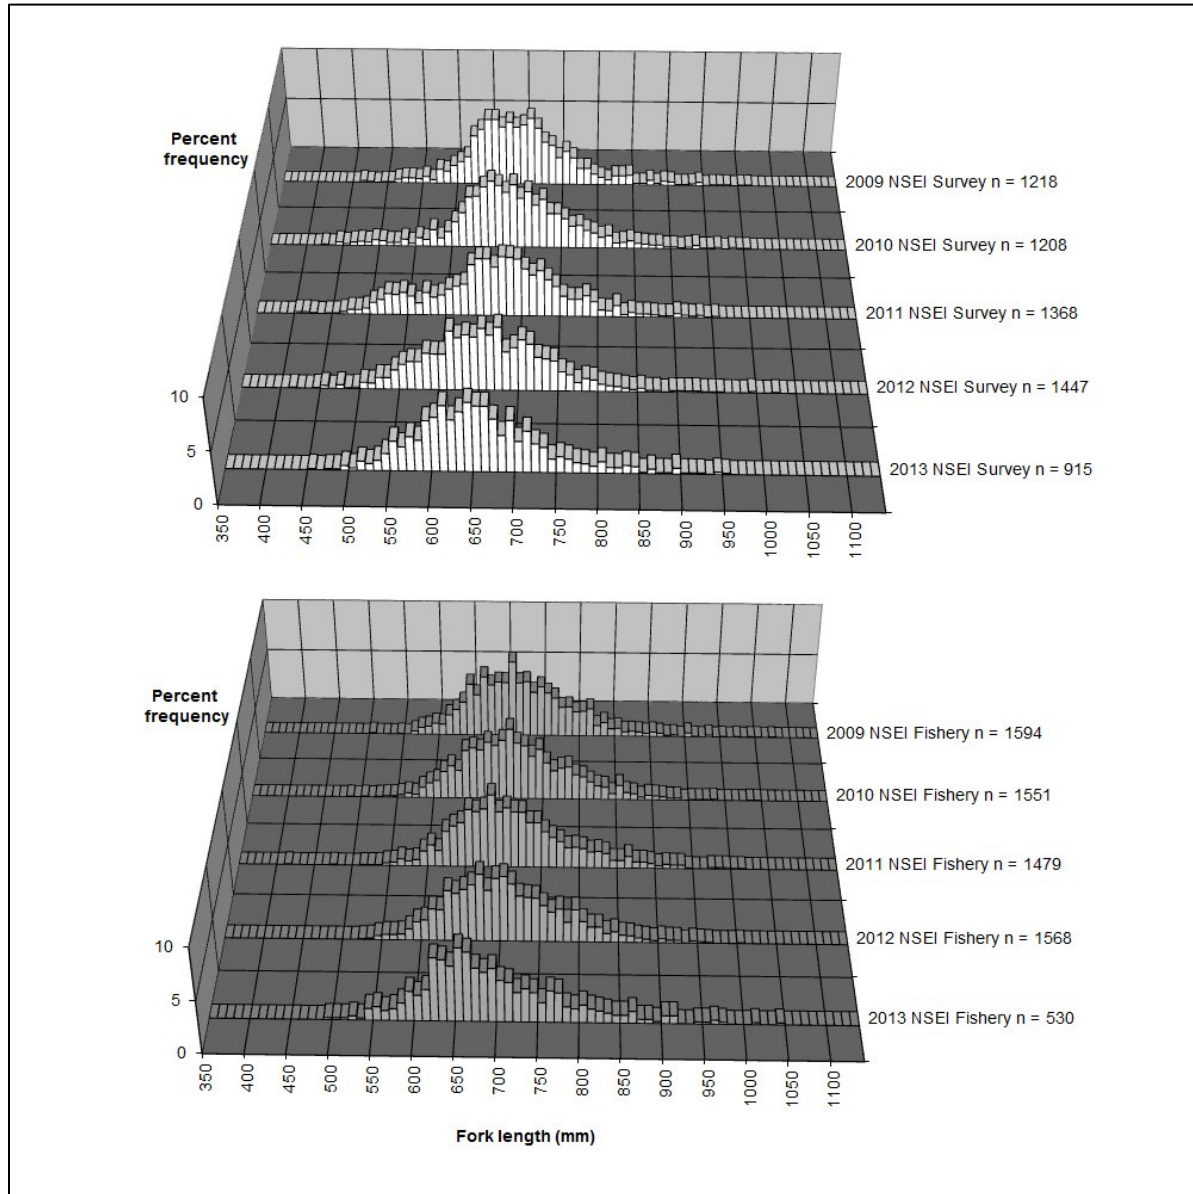 Percent
frequency
2009 NSEI Survey n = 1218
2010 NSEI Survey n = 1208
2011 NSEI Survey n = 1368
2012 NSEI Survey n = 1447
10
5
2013 NSEI Survey n = 915
0
350 400 450 500 550 600 650 700 750 800 850 900 950 1000 1050 1100
Percent
frequency
2009 NSEI Fishery n = 1594
2010 NSEI Fishery n = 1551
2011 NSEI Fishery n = 1479
2012 NSEI Fishery n = 1568
10
5
2013 NSEI Fishery n = 530
0
350 400 450 500 550 600 650 700 750 800 850 900 950 1000 1050 1100
Fork length (mm)